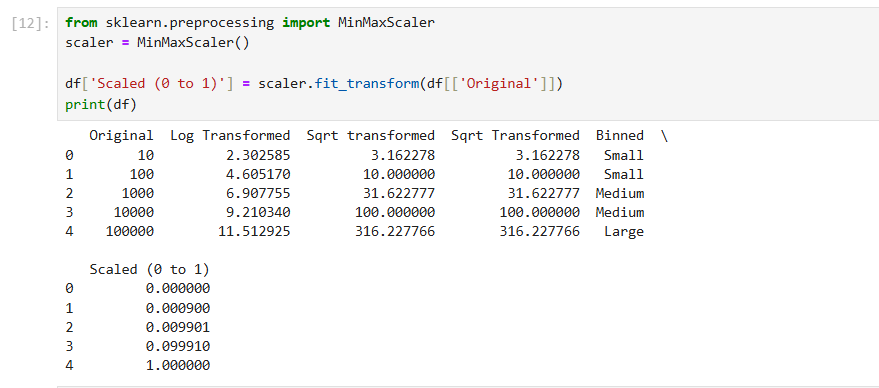 [12]: from sklearn.preprocessing import MinMaxScaler
scaler = MinMaxScaler()

df['Scaled (0 to 1)'] = scaler.fit_transform(df[['Original']])
print(df)
   Original  Log Transformed  Sqrt transformed  Sqrt Transformed  Binned  \
0        10         2.302585          3.162278          3.162278   Small
1       100         4.605170         10.000000         10.000000   Small
2      1000         6.907755         31.622777         31.622777  Medium
3     10000         9.210340        100.000000        100.000000  Medium
4    100000        11.512925        316.227766        316.227766   Large

   Scaled (0 to 1)
0         0.000000
1         0.000900
2         0.009901
3         0.099910
4         1.000000